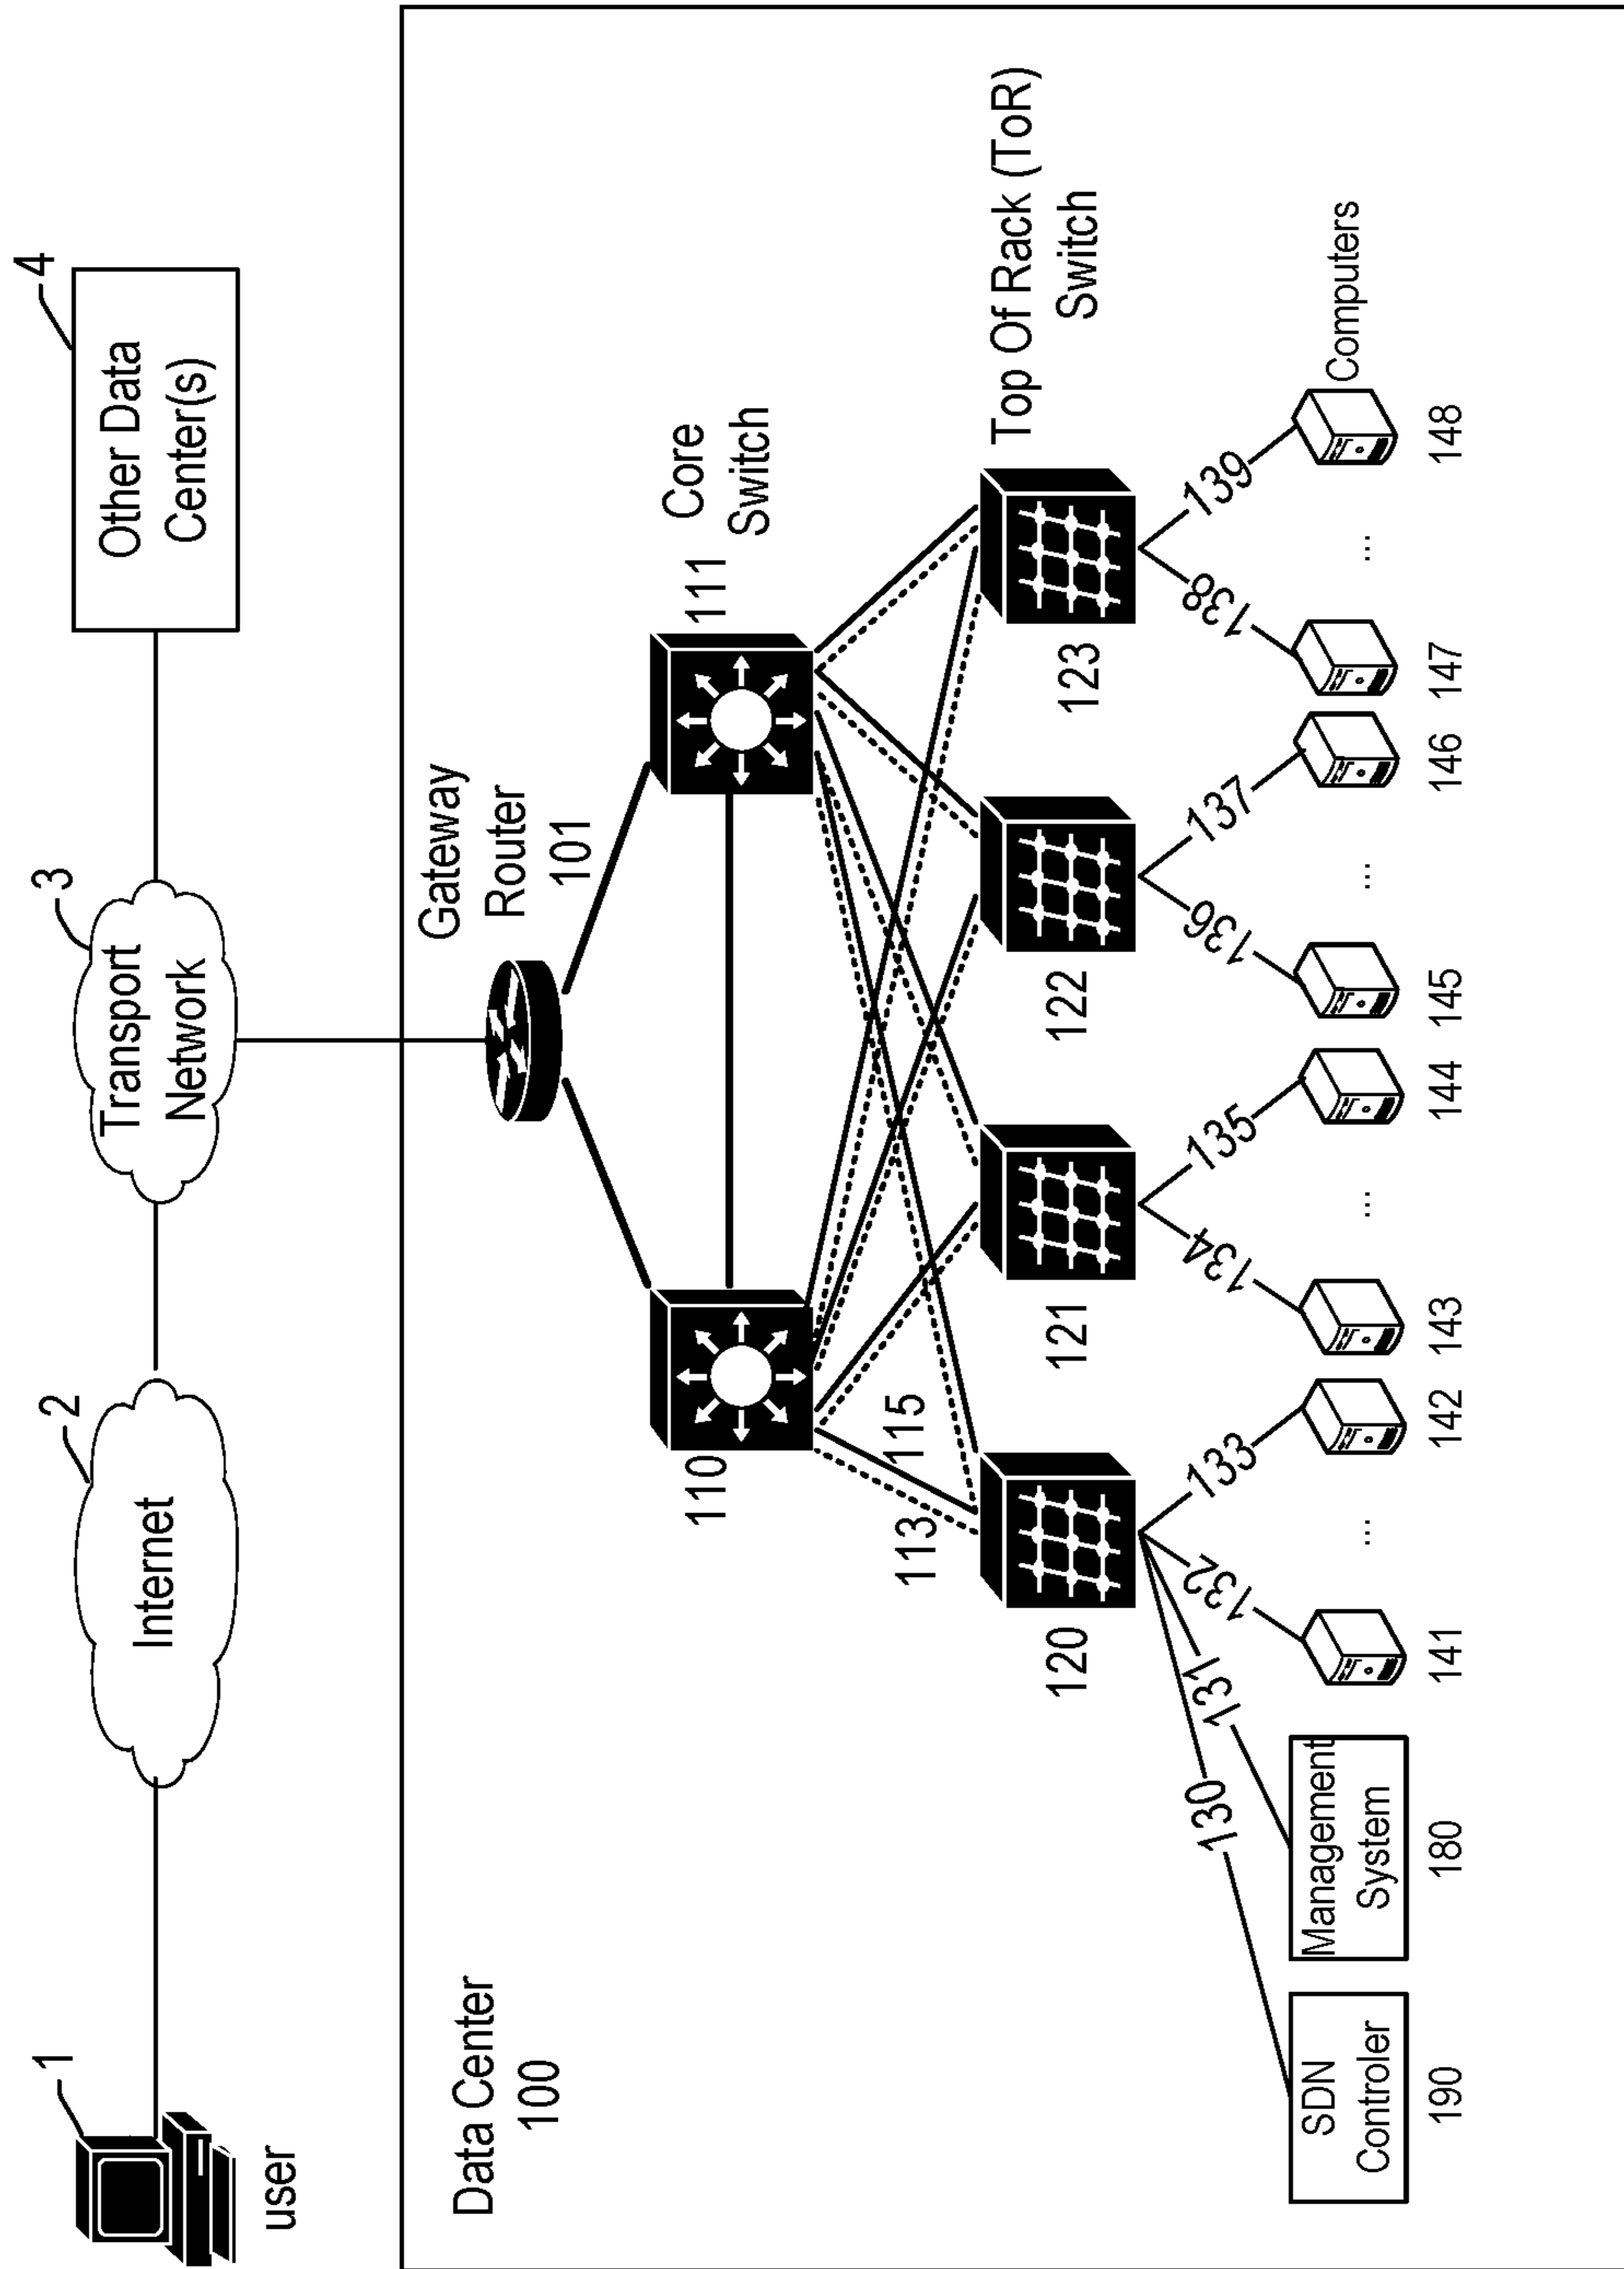 1
user
2
Internet
3
Transport
Network
4
Other Data
Center(s)
Data Center
100
Gateway
Router
101
110
111
Core
Switch
113
115
120
121
122
123
Top Of Rack (ToR)
Switch
130
131
132
133
134
135
136
137
138
139
SDN
Controler
190
Management
System
180
...
...
...
...
Computers
141
142
143
144
145
146
147
148